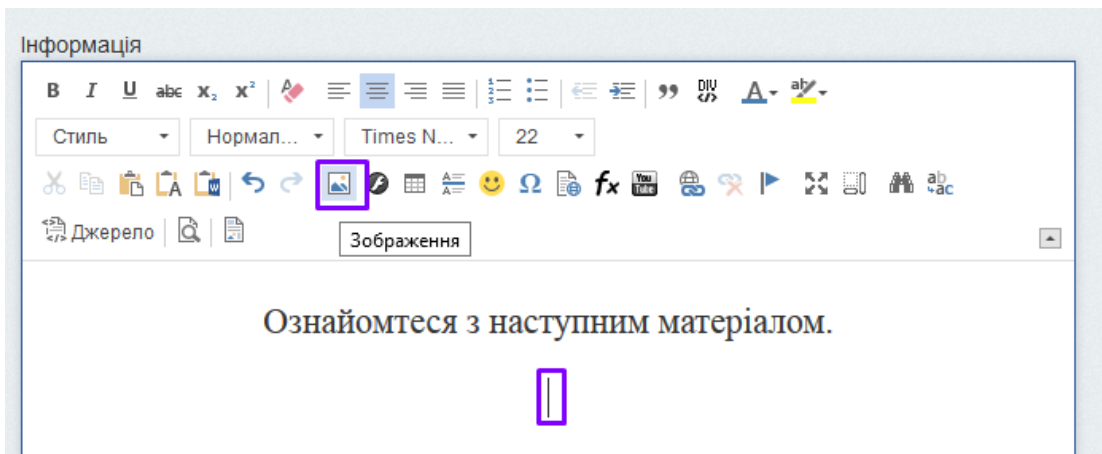 Інформація
B I U abc x₂ x² DIV A ab
Стиль Нормал... Times N... 22
A Ω fx You Tube ab ac
Джерело
Зображення
Ознайомтеся з наступним матеріалом.